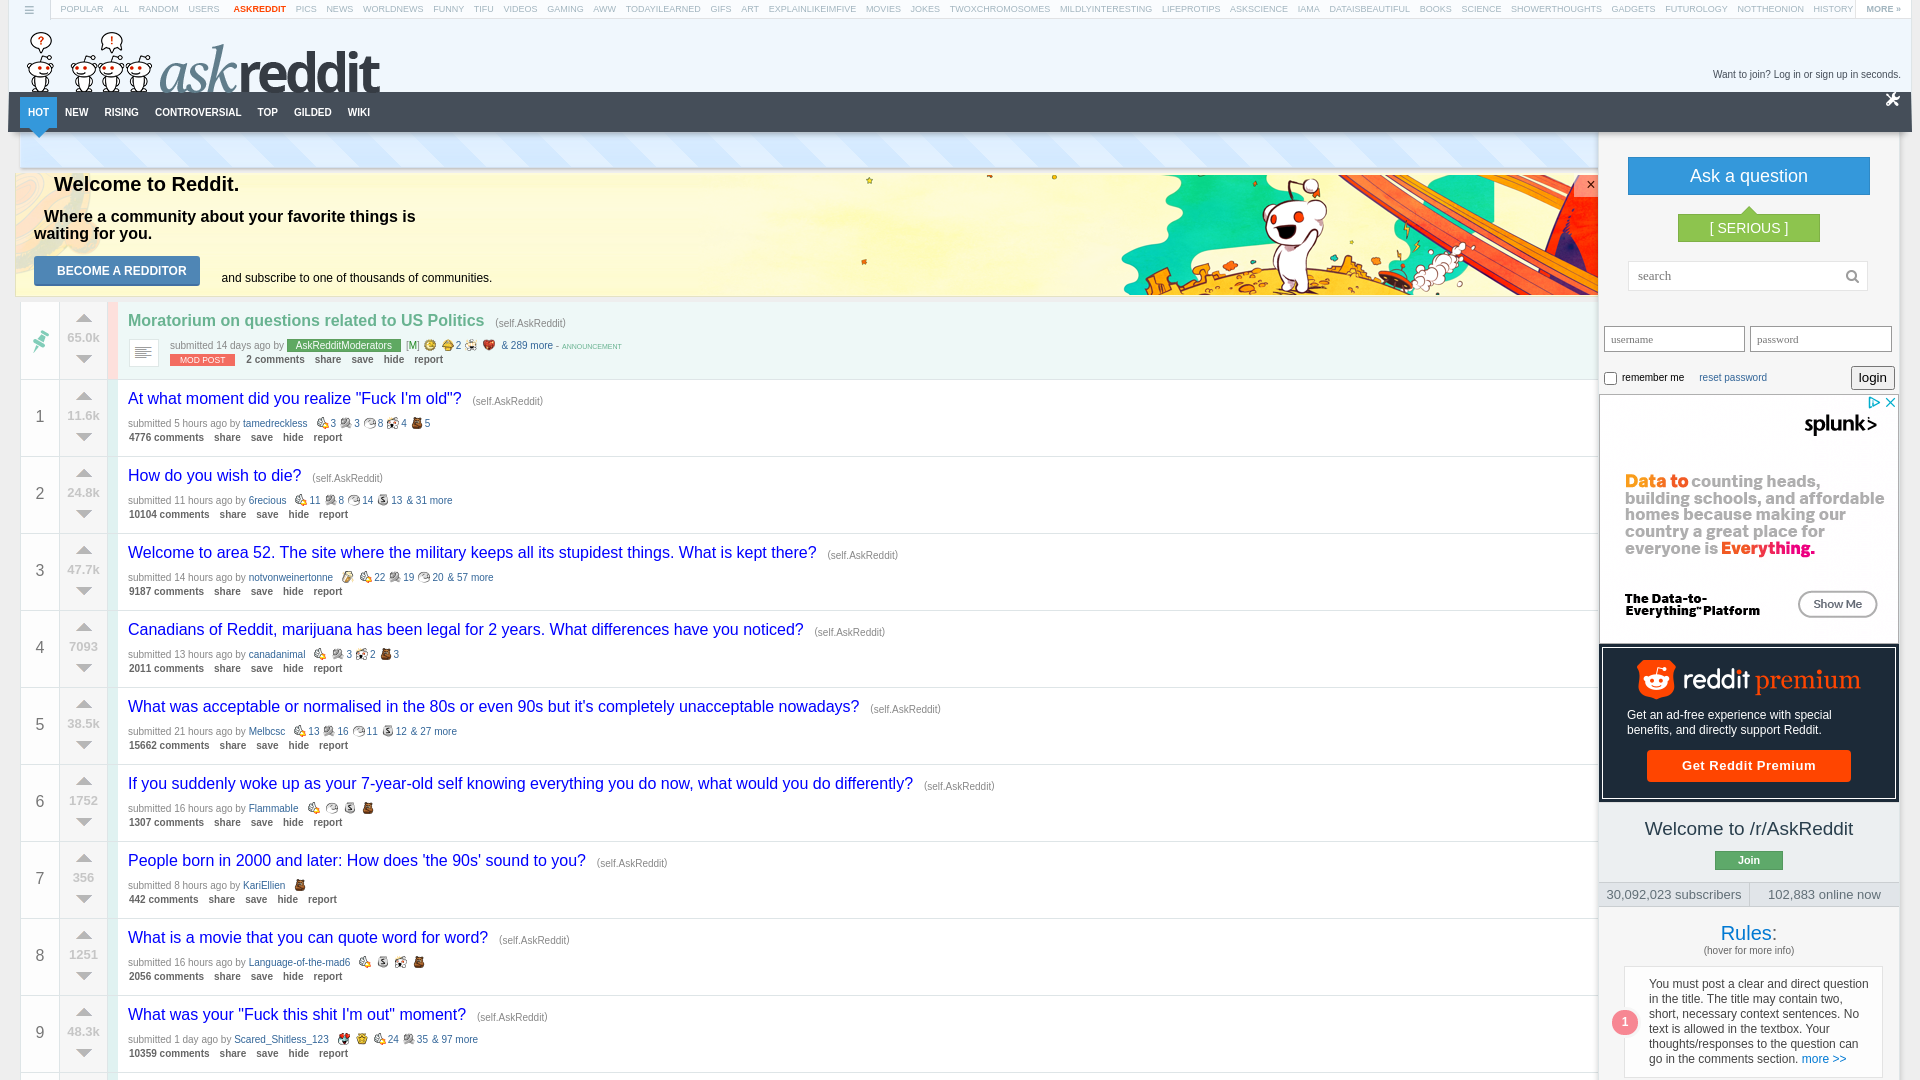 POPULAR ALL RANDOM USERS ASKREDDIT PICS NEWS WORLDNEWS FUNNY TIFU VIDEOS GAMING AWW TODAYILEARNED GIFS ART EXPLAINLIKEIMFIVE MOVIES JOKES TWOXCHROMOSOMES MILDLYINTERESTING LIFEPROTIPS ASKSCIENCE IAMA DATAISBEAUTIFUL BOOKS SCIENCE SHOWERTHOUGHTS GADGETS FUTUROLOGY NOTTHEONION HISTORY MORE »
? !
askreddit
Want to join? Log in or sign up in seconds.
HOT NEW RISING CONTROVERSIAL TOP GILDED WIKI
Welcome to Reddit.
Where a community about your favorite things is
waiting for you.
BECOME A REDDITOR and subscribe to one of thousands of communities.
×
65.0k
Moratorium on questions related to US Politics (self.AskReddit)
submitted 14 days ago by AskRedditModerators [M] 2 & 289 more - ANNOUNCEMENT
MOD POST 2 comments share save hide report
1
11.6k
At what moment did you realize "Fuck I'm old"? (self.AskReddit)
submitted 5 hours ago by tamedreckless 3 3 8 4 5
4776 comments share save hide report
2
24.8k
How do you wish to die? (self.AskReddit)
submitted 11 hours ago by 6recious 11 8 14 13 & 31 more
10104 comments share save hide report
3
47.7k
Welcome to area 52. The site where the military keeps all its stupidest things. What is kept there? (self.AskReddit)
submitted 14 hours ago by notvonweinertonne 22 19 20 & 57 more
9187 comments share save hide report
4
7093
Canadians of Reddit, marijuana has been legal for 2 years. What differences have you noticed? (self.AskReddit)
submitted 13 hours ago by canadanimal 3 2 3
2011 comments share save hide report
5
38.5k
What was acceptable or normalised in the 80s or even 90s but it's completely unacceptable nowadays? (self.AskReddit)
submitted 21 hours ago by Melbcsc 13 16 11 12 & 27 more
15662 comments share save hide report
6
1752
If you suddenly woke up as your 7-year-old self knowing everything you do now, what would you do differently? (self.AskReddit)
submitted 16 hours ago by Flammable
1307 comments share save hide report
7
356
People born in 2000 and later: How does 'the 90s' sound to you? (self.AskReddit)
submitted 8 hours ago by KariEllien
442 comments share save hide report
8
1251
What is a movie that you can quote word for word? (self.AskReddit)
submitted 16 hours ago by Language-of-the-mad6
2056 comments share save hide report
9
48.3k
What was your "Fuck this shit I'm out" moment? (self.AskReddit)
submitted 1 day ago by Scared_Shitless_123 24 35 & 97 more
10359 comments share save hide report
Ask a question
[ SERIOUS ]
search
username password
remember me reset password login
splunk>
Data to counting heads,
building schools, and affordable
homes because making our
country a great place for
everyone is Everything.
The Data-to-
Everything™ Platform
Show Me
reddit premium
Get an ad-free experience with special
benefits, and directly support Reddit.
Get Reddit Premium
Welcome to /r/AskReddit
Join
30,092,023 subscribers 102,883 online now
Rules:
(hover for more info)
1
You must post a clear and direct question
in the title. The title may contain two,
short, necessary context sentences. No
text is allowed in the textbox. Your
thoughts/responses to the question can
go in the comments section. more >>